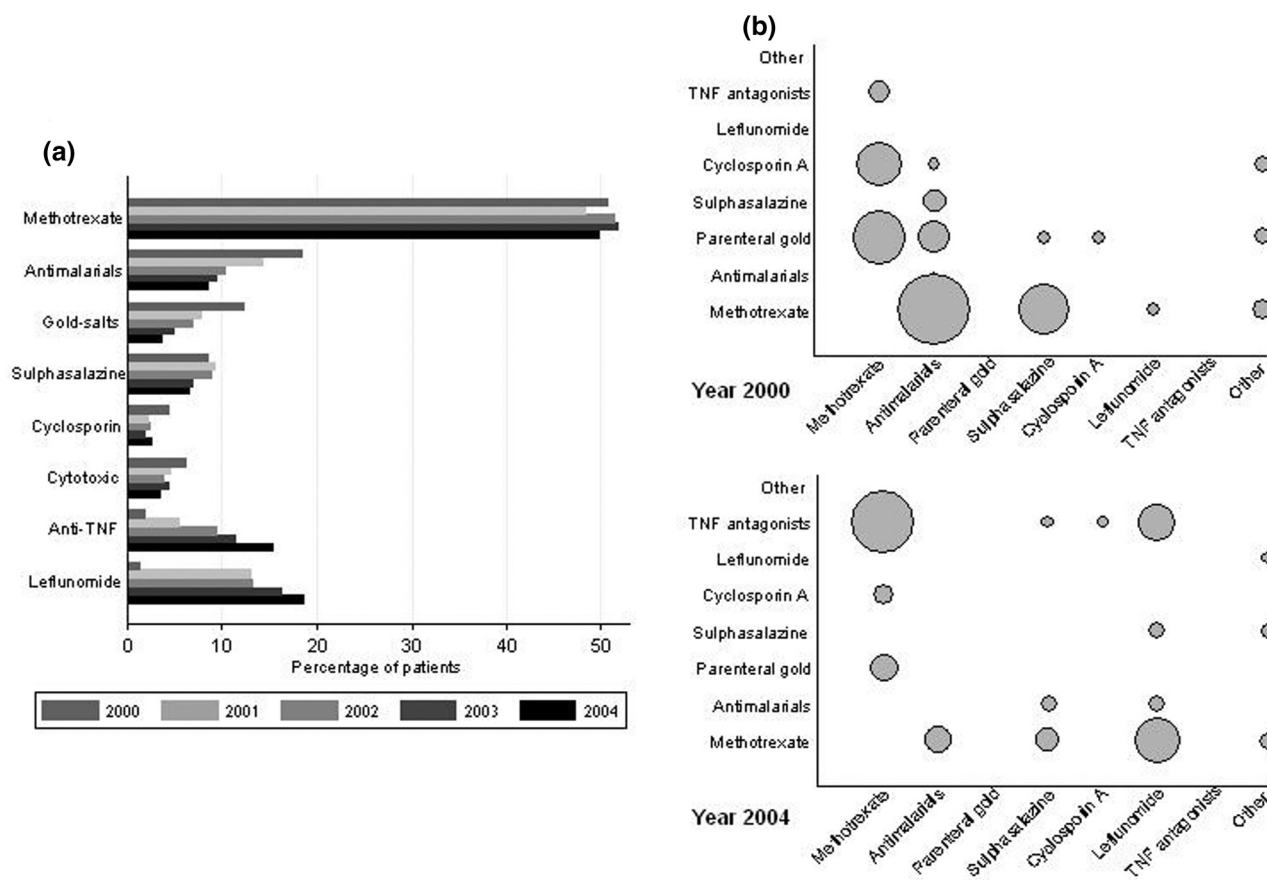 (a)
Methotrexate
Antimalarials
Gold-salts
Sulphasalazine
Cyclosporin
Cytotoxic
Anti-TNF
Leflunomide
0 10 20 30 40 50
Percentage of patients
2000 2001 2002 2003 2004
(b)
Other
TNF antagonists
Leflunomide
Cyclosporin A
Sulphasalazine
Parenteral gold
Antimalarials
Methotrexate
Year 2000
Methotrexate
Antimalarials
Parenteral gold
Sulphasalazine
Cyclosporin A
Leflunomide
TNF antagonists
Other
Other
TNF antagonists
Leflunomide
Cyclosporin A
Sulphasalazine
Parenteral gold
Antimalarials
Methotrexate
Year 2004
Methotrexate
Antimalarials
Parenteral gold
Sulphasalazine
Cyclosporin A
Leflunomide
TNF antagonists
Other